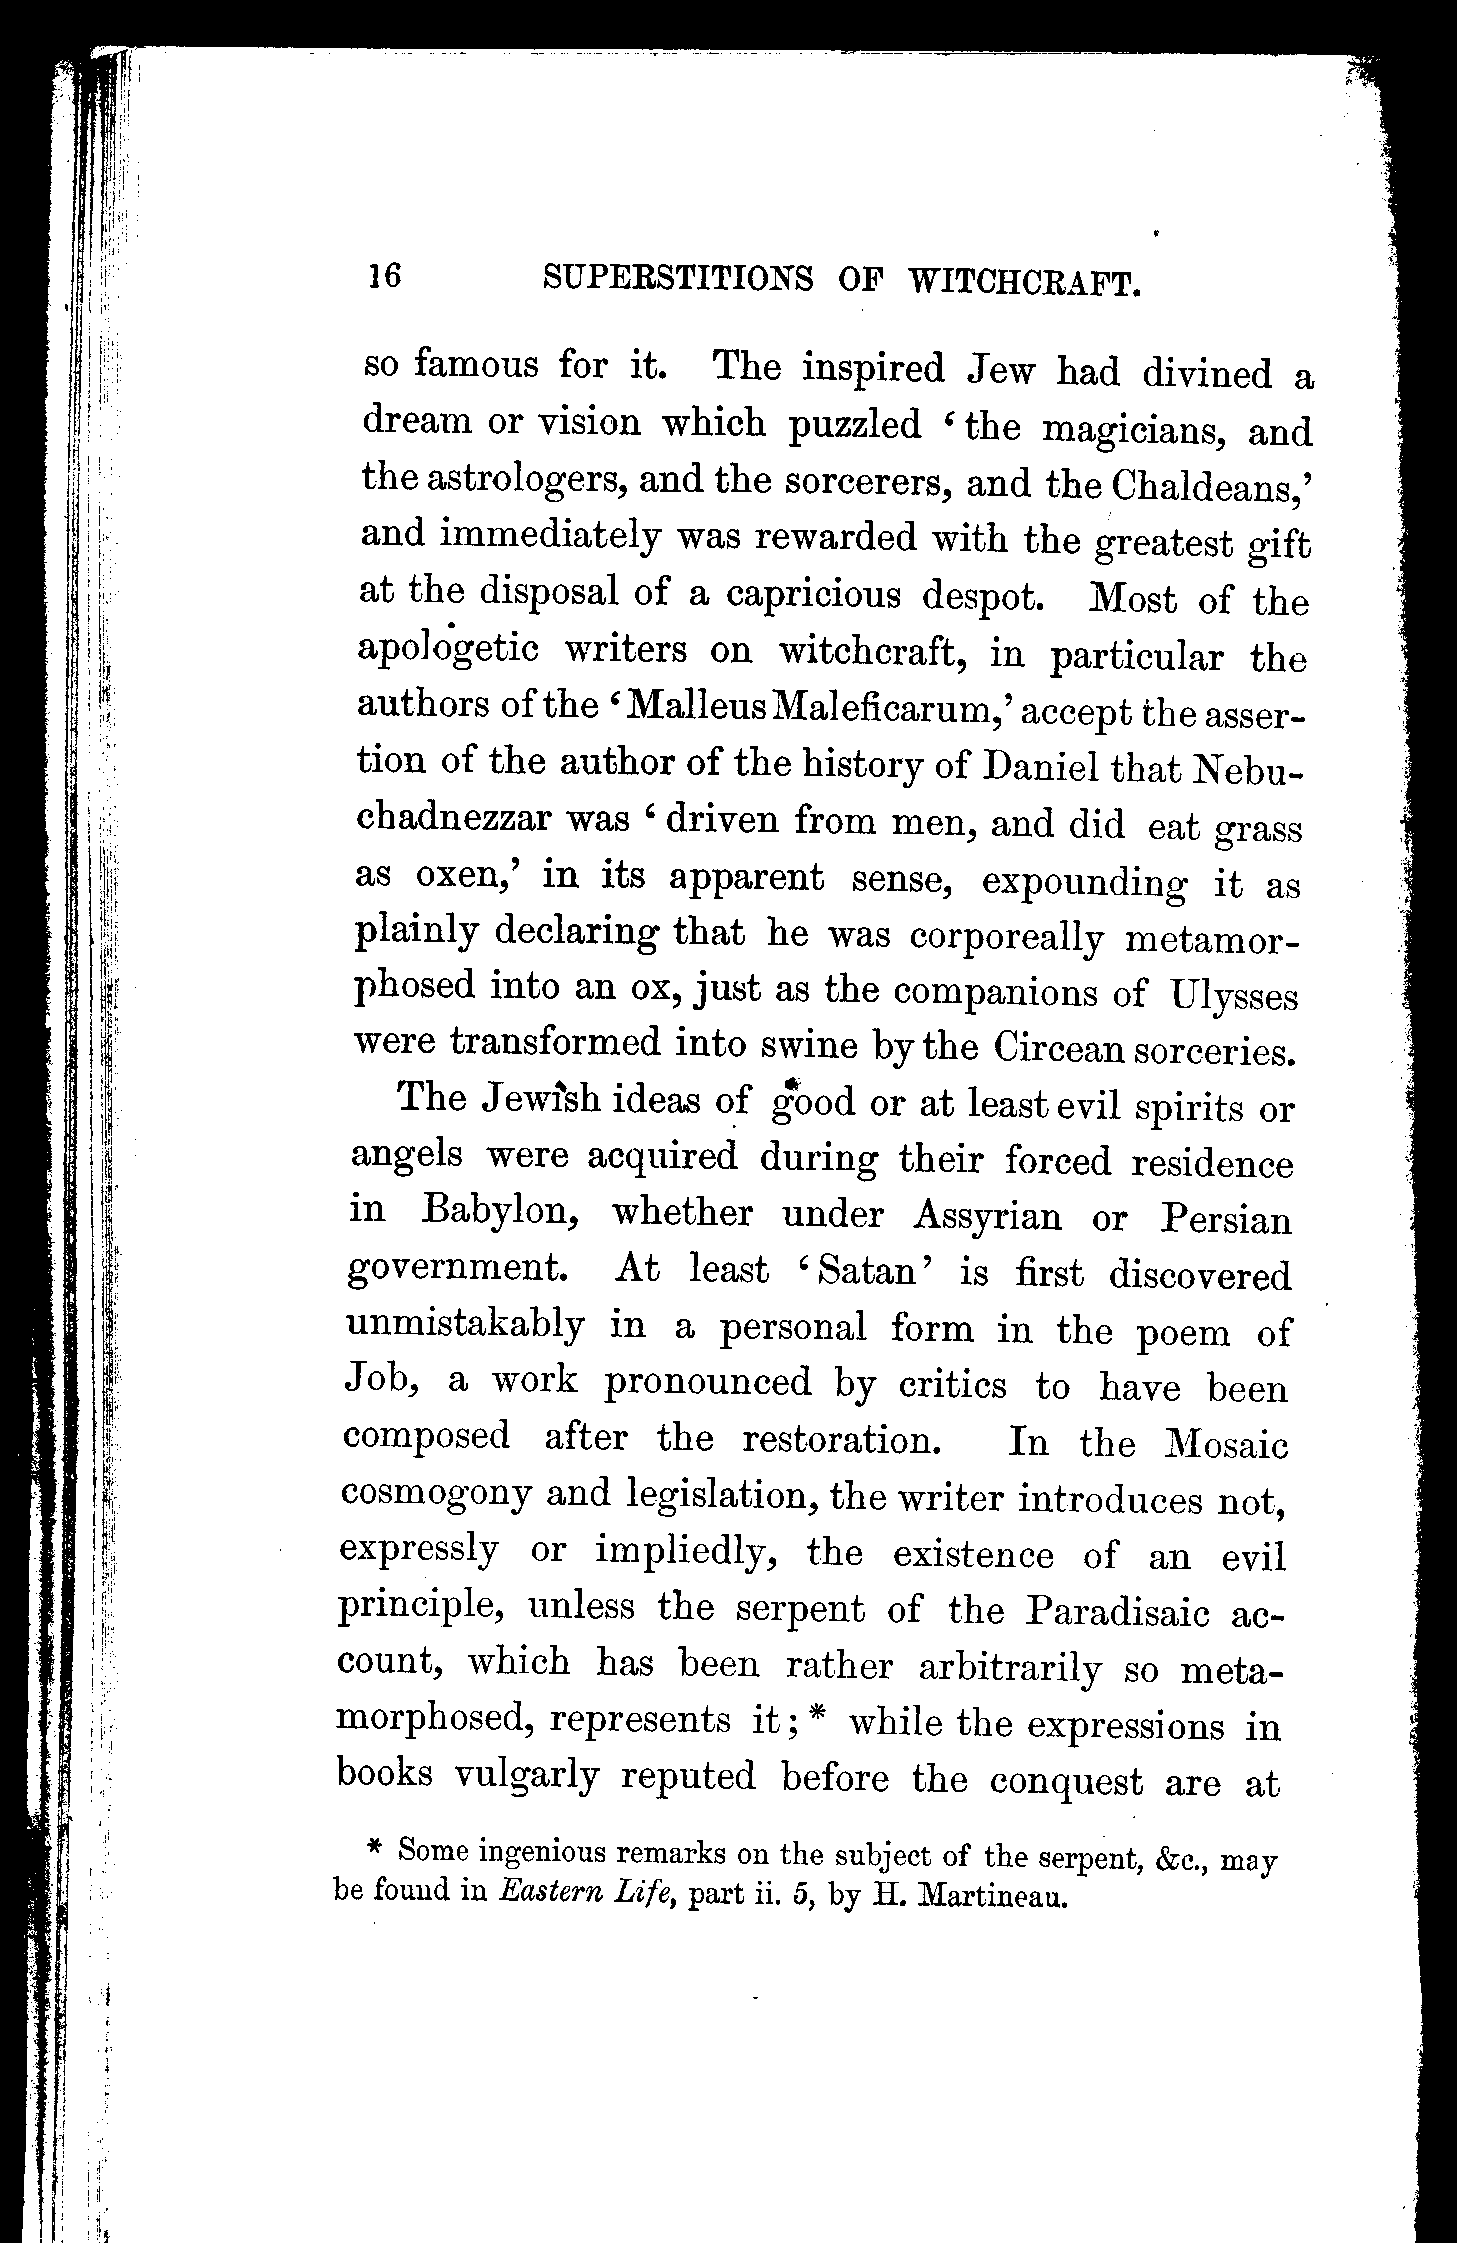 16 SUPERSTITIONS OF WITCHCRAFT.
so famous for it. The inspired Jew had divined a
dream or vision which puzzled ‘the magicians, and
the astrologers, and the sorcerers, and the Chaldeans,’
and immediately was rewarded with the greatest gift
at the disposal of a capricious despot. Most of the
apologetic writers on witchcraft, in particular the
authors of the ‘Malleus Maleficarum,’ accept the asser-
tion of the author of the history of Daniel that Nebu-
chadnezzar was ‘driven from men, and did eat grass
as oxen,’ in its apparent sense, expounding it as
plainly declaring that he was corporeally metamor-
phosed into an ox, just as the companions of Ulysses
were transformed into swine by the Circean sorceries.
The Jewish ideas of good or at least evil spirits or
angels were acquired during their forced residence
in Babylon, whether under Assyrian or Persian
government. At least ‘Satan’ is first discovered
unmistakably in a personal form in the poem of
Job, a work pronounced by critics to have been
composed after the restoration. In the Mosaic
cosmogony and legislation, the writer introduces not,
expressly or impliedly, the existence of an evil
principle, unless the serpent of the Paradisaic ac-
count, which has been rather arbitrarily so meta-
morphosed, represents it;* while the expressions in
books vulgarly reputed before the conquest are at
* Some ingenious remarks on the subject of the serpent, &c., may
be found in Eastern Life, part ii. 5, by H. Martineau.